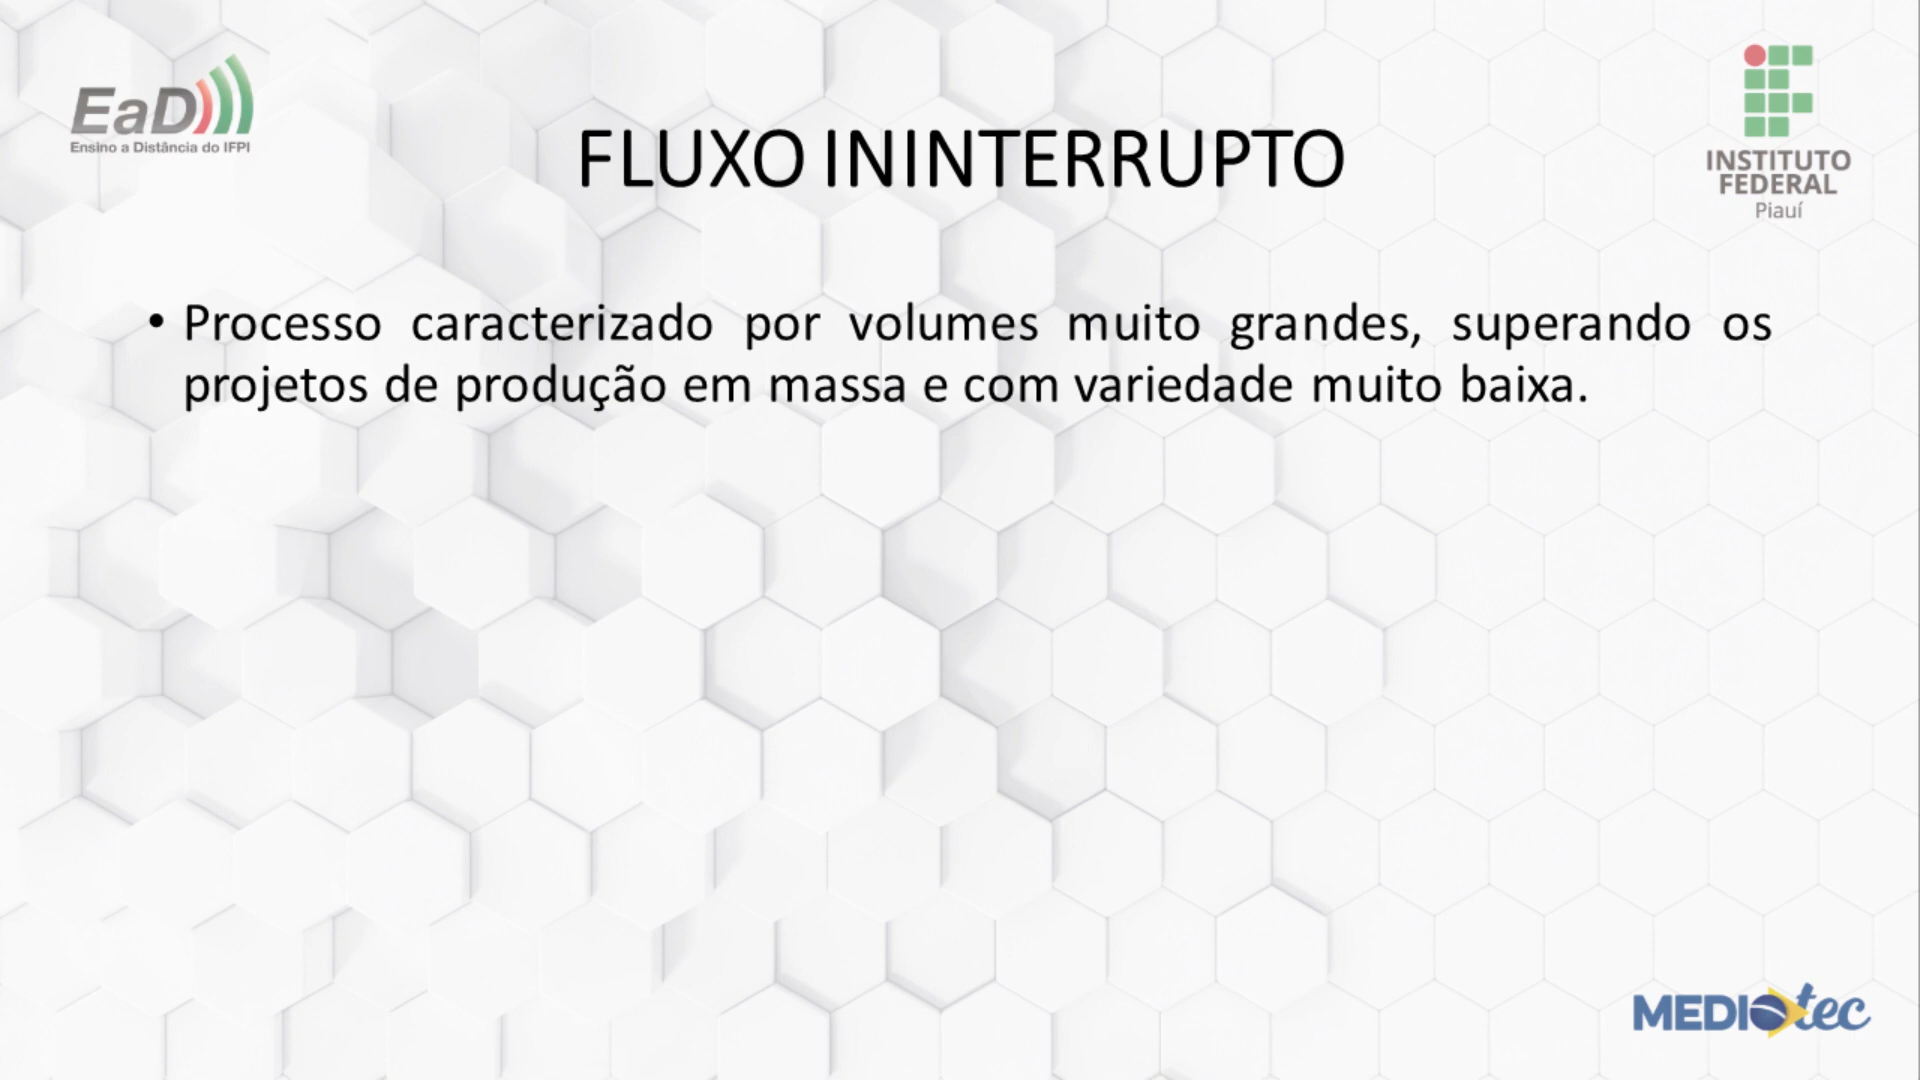 EaD
Ensino a Distância do IFPI
INSTITUTO
FEDERAL
Piauí
FLUXO ININTERRUPTO
• Processo caracterizado por volumes muito grandes, superando os
projetos de produção em massa e com variedade muito baixa.
MEDIOtec